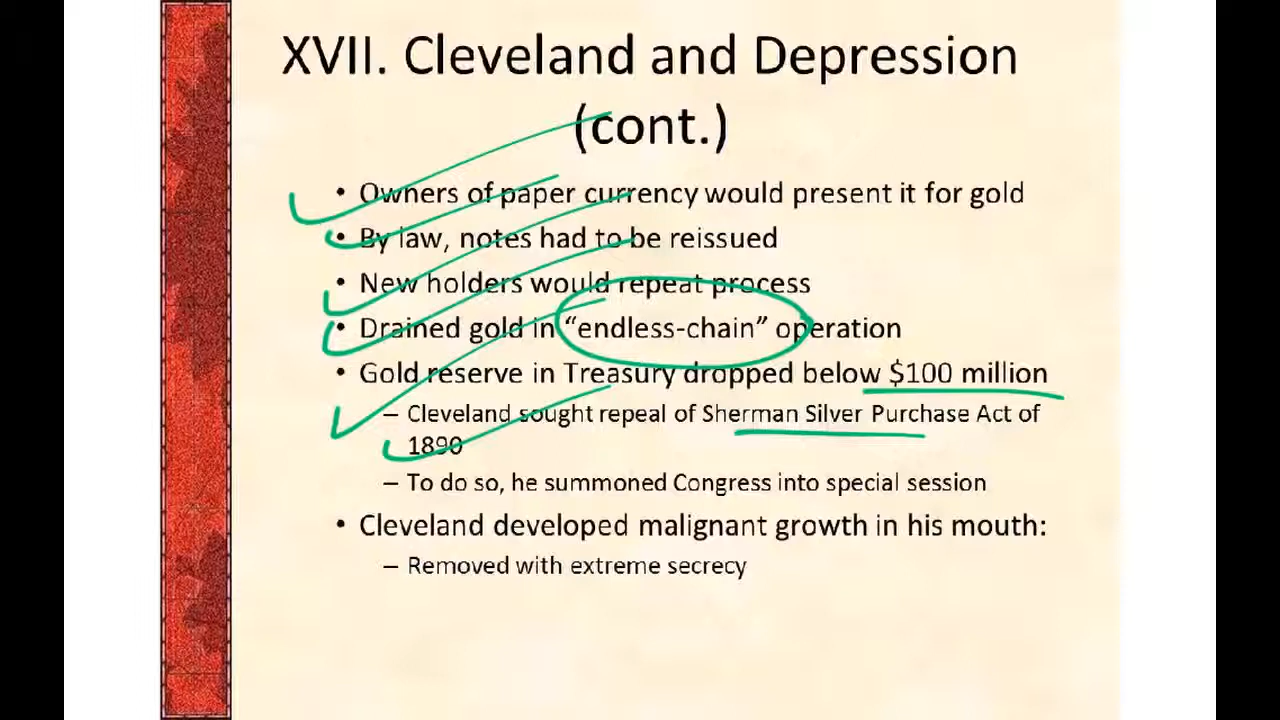 XVII. Cleveland and Depression
(cont.)
• Owners of paper currency would present it for gold
• By law, notes had to be reissued
• New holders would repeat process
• Drained gold in “endless-chain” operation
• Gold reserve in Treasury dropped below $100 million
– Cleveland sought repeal of Sherman Silver Purchase Act of
1890
– To do so, he summoned Congress into special session
• Cleveland developed malignant growth in his mouth:
– Removed with extreme secrecy